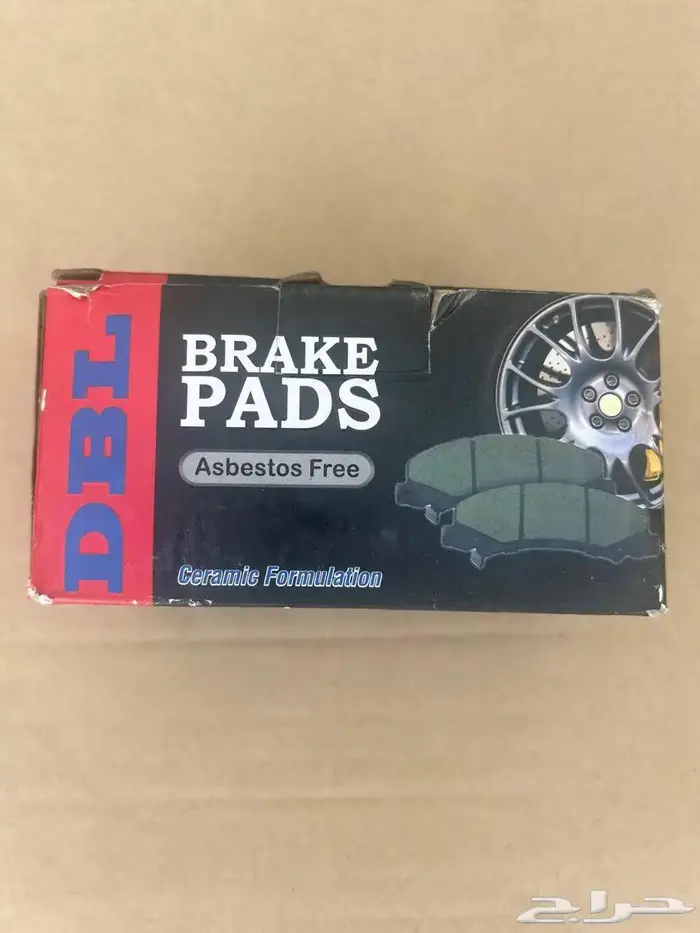 DBL
BRAKE
PADS
Asbestos Free
Ceramic Formulation
حراج